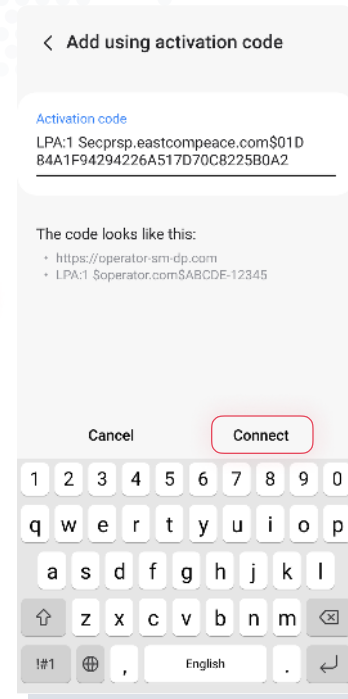 Add using activation code
Activation code
LPA:1 Secprsp.eastcompeace.com$01D
84A1F94294226A517D70C8225B0A2
The code looks like this:
• https://operator-sm-dp.com
• LPA:1 $operator.com$ABCDE-12345
Cancel Connect
1 2 3 4 5 6 7 8 9 0
q w e r t y u i o p
a s d f g h j k l
z x c v b n m
!#1 , English .